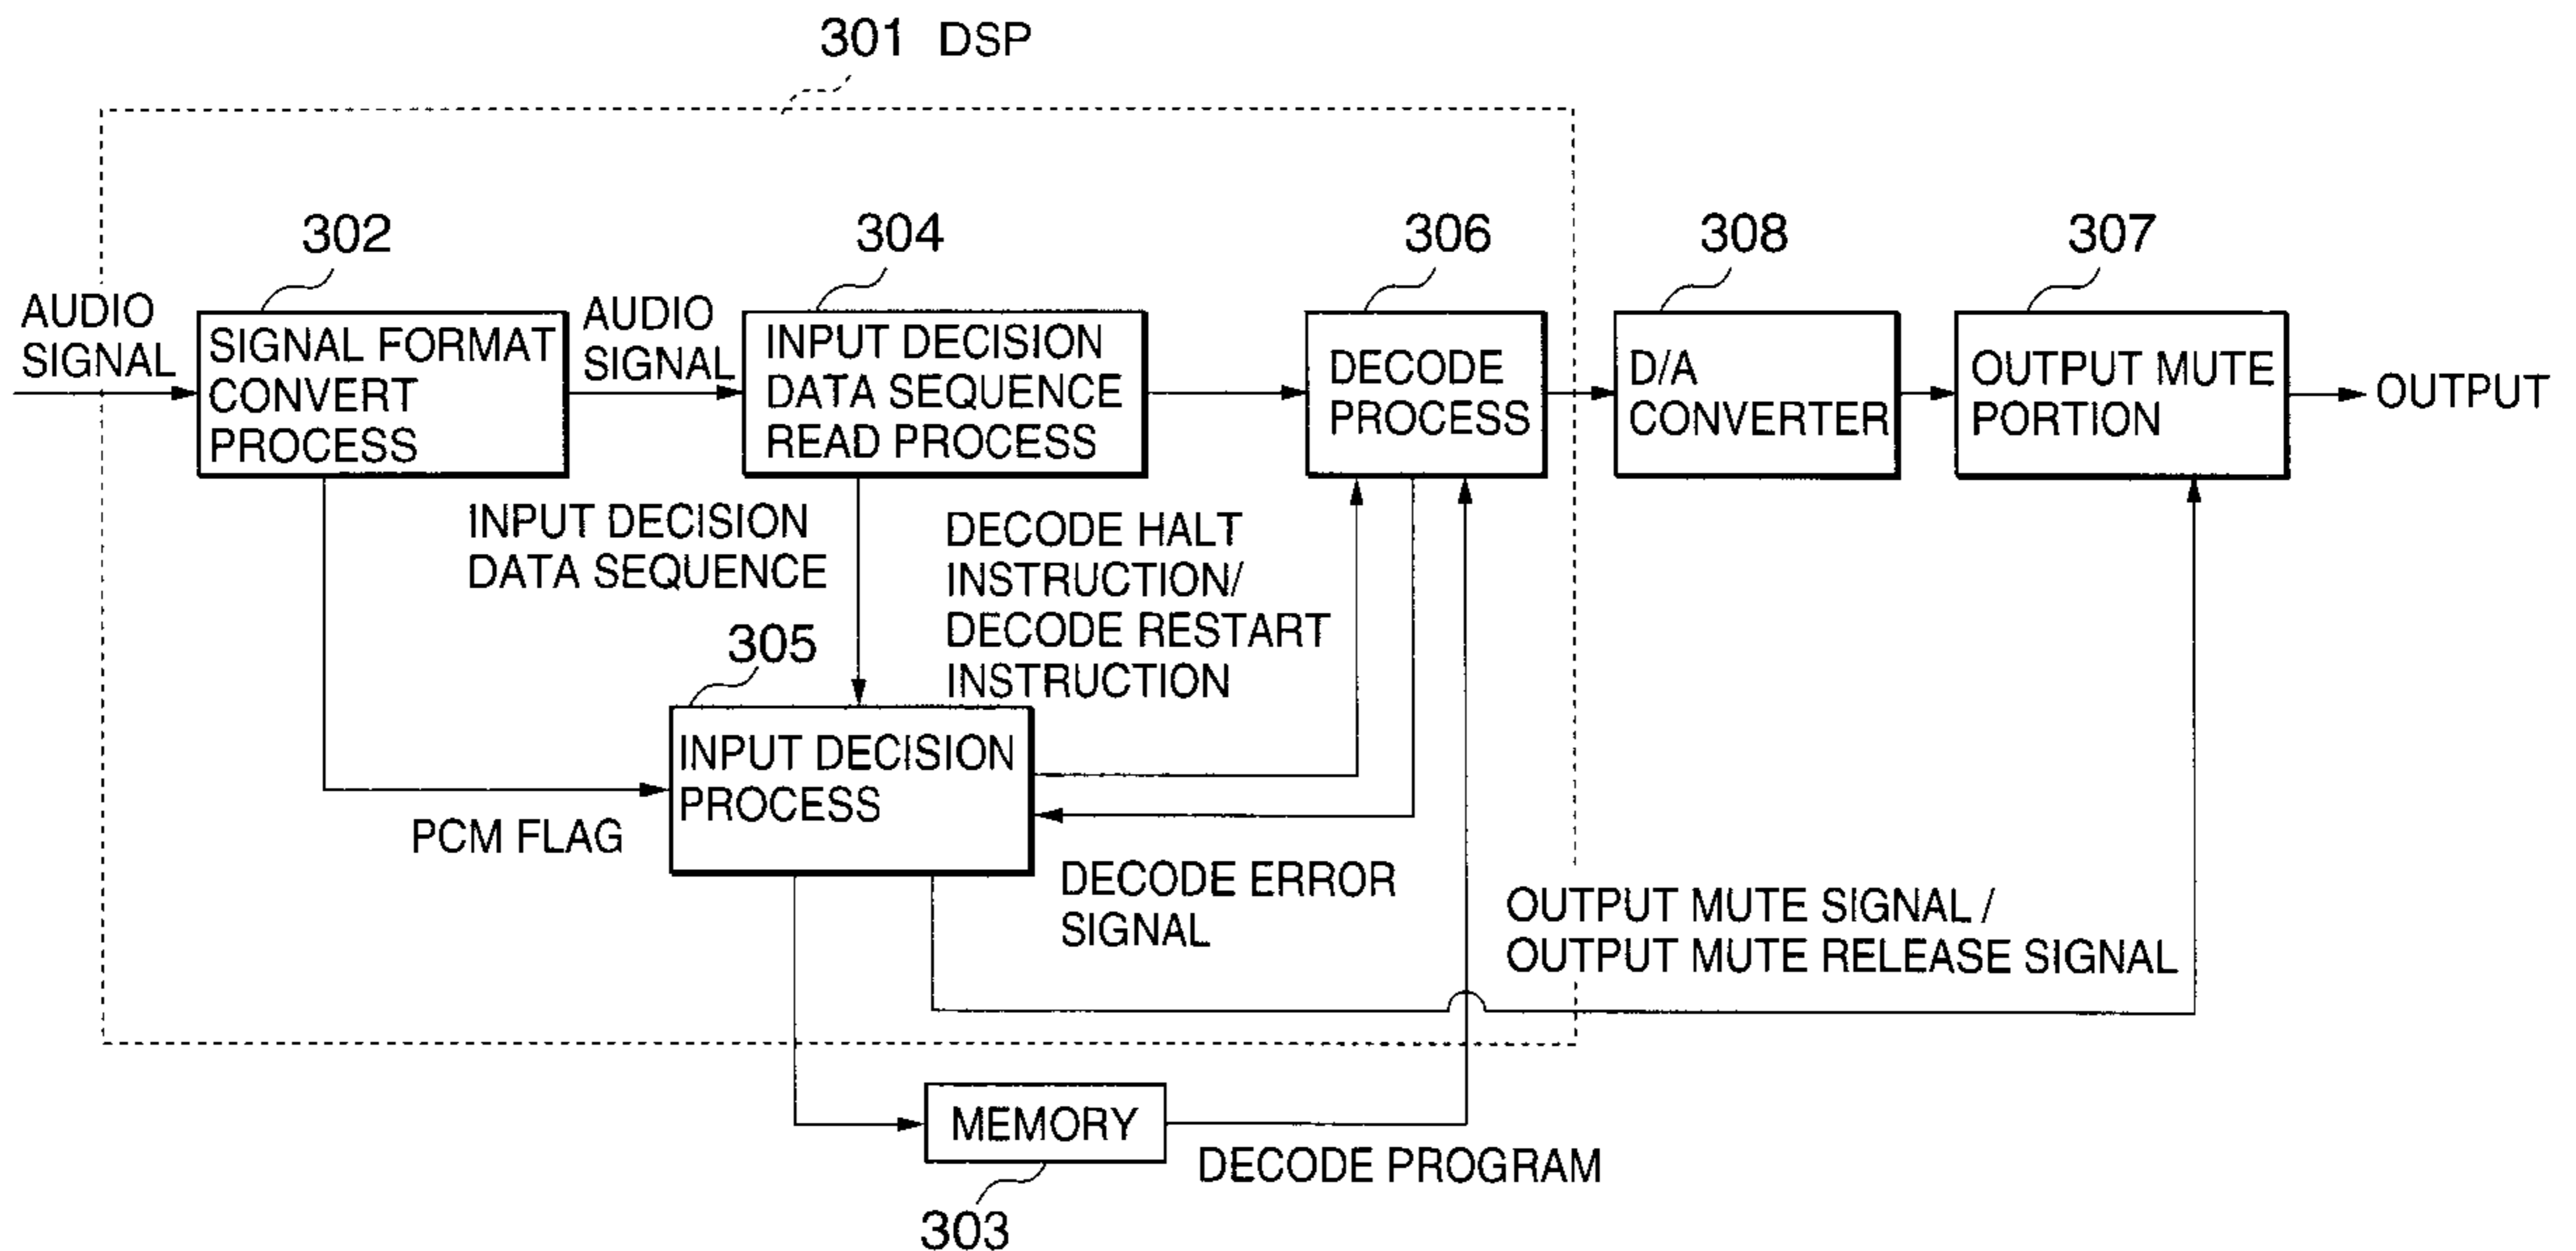 301 DSP
302
304
306
308
307
AUDIO
SIGNAL
SIGNAL FORMAT
CONVERT
PROCESS
AUDIO
SIGNAL
INPUT DECISION
DATA SEQUENCE
READ PROCESS
DECODE
PROCESS
D/A
CONVERTER
OUTPUT MUTE
PORTION
OUTPUT
INPUT DECISION
DATA SEQUENCE
DECODE HALT
INSTRUCTION/
DECODE RESTART
INSTRUCTION
305
INPUT DECISION
PROCESS
PCM FLAG
DECODE ERROR
SIGNAL
OUTPUT MUTE SIGNAL /
OUTPUT MUTE RELEASE SIGNAL
MEMORY
DECODE PROGRAM
303